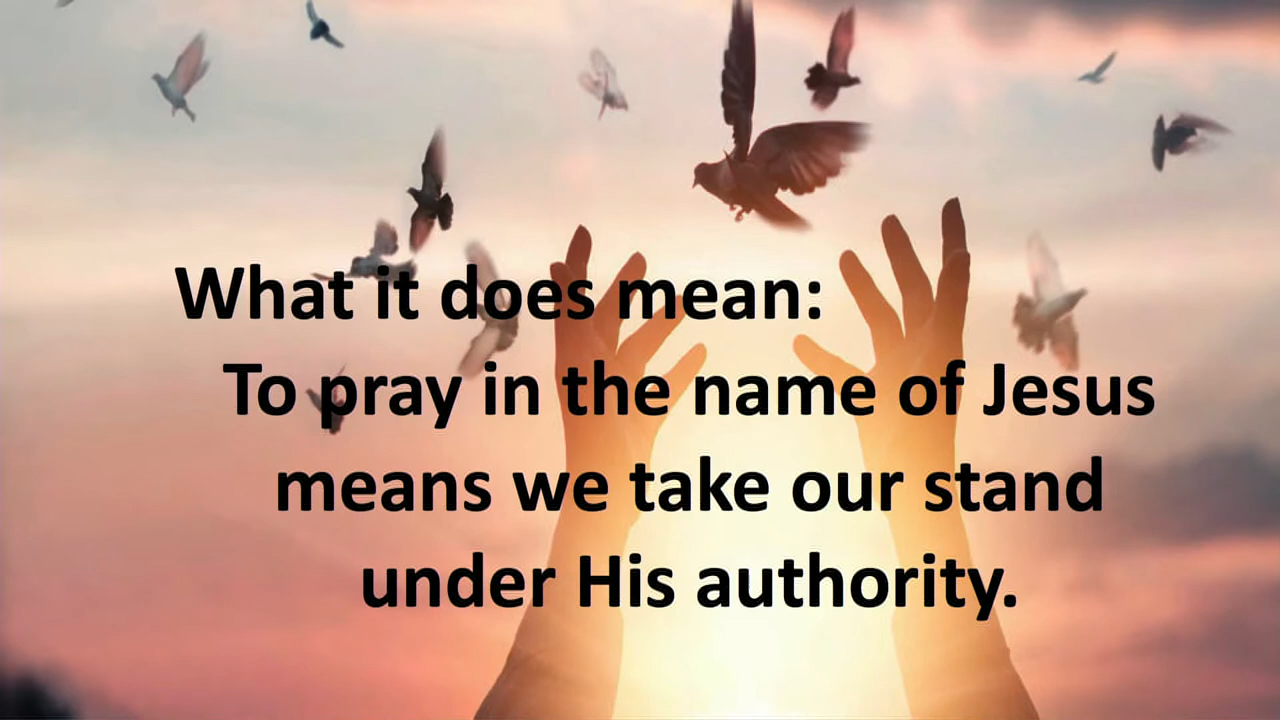 What it does mean:
To pray in the name of Jesus
means we take our stand
under His authority.